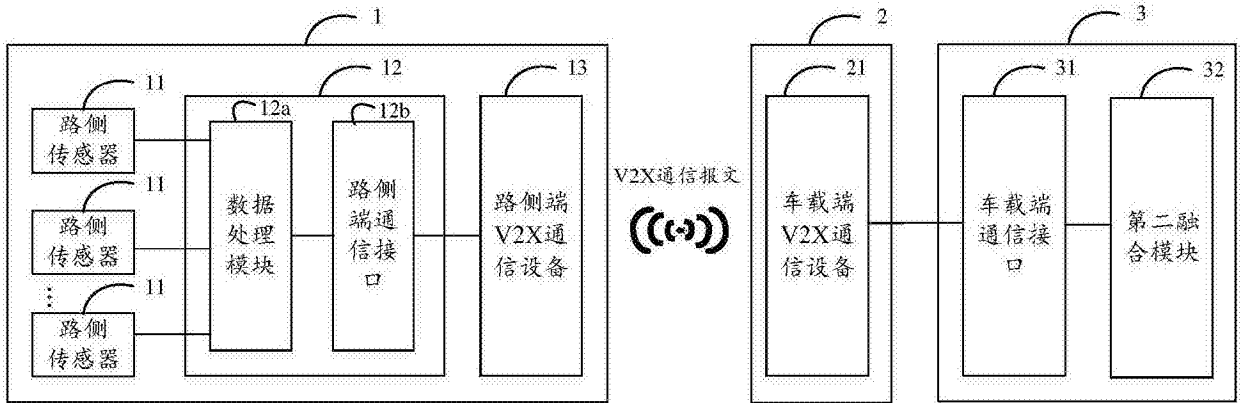 1
2
3
11
12
13
21
31
32
12a
12b
路侧
传感器
11
路侧
传感器
11
路侧
传感器
⋮
数据
处理
模块
路侧
端通
信接
口
路侧端
V2X通
信设备
V2X通信报文
车载端
V2X通
信设备
车载端
通信接
口
第二融
合模块